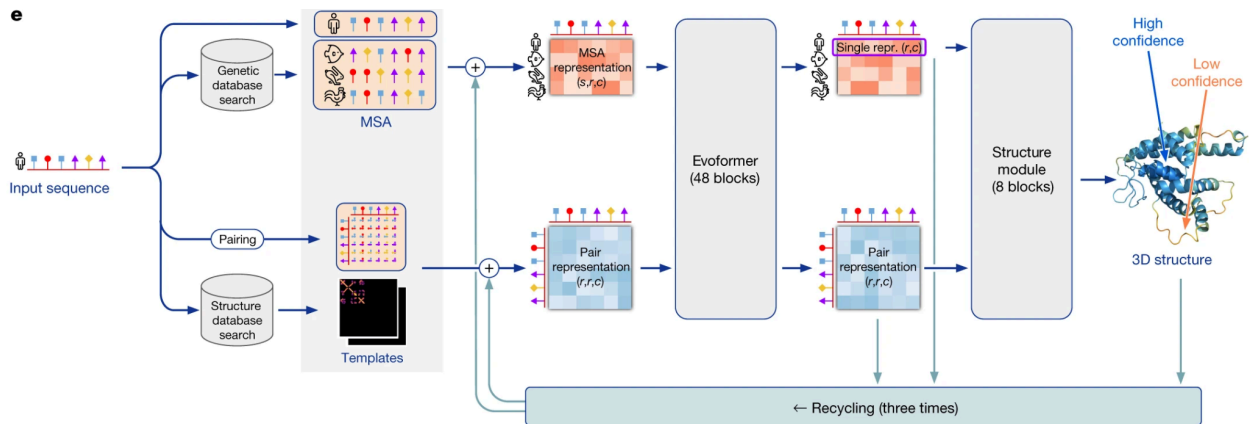 e
Input sequence
Genetic
database
search
MSA
Pairing
Structure
database
search
Templates
+
+
MSA
representation
(s,r,c)
Pair
representation
(r,r,c)
Evoformer
(48 blocks)
Single repr. (r,c)
Pair
representation
(r,r,c)
Structure
module
(8 blocks)
High
confidence
Low
confidence
3D structure
← Recycling (three times)